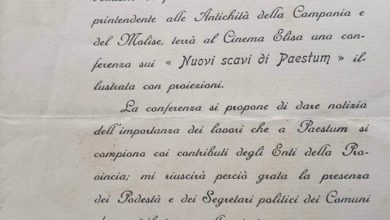 printendente alle Antichità della Campania e
del Molise, terrà al Cinema Elisa una con-
ferenza sui « Nuovi scavi di Paestum » il-
lustrata con proiezioni.
La conferenza si propone di dare notizia
dell'importanza dei lavori che a Paestum si
compiono coi contributi degli Enti della Pro-
vincia; mi riuscirà perciò grata la presenza
dei Podestà e dei Segretari politici dei Comuni